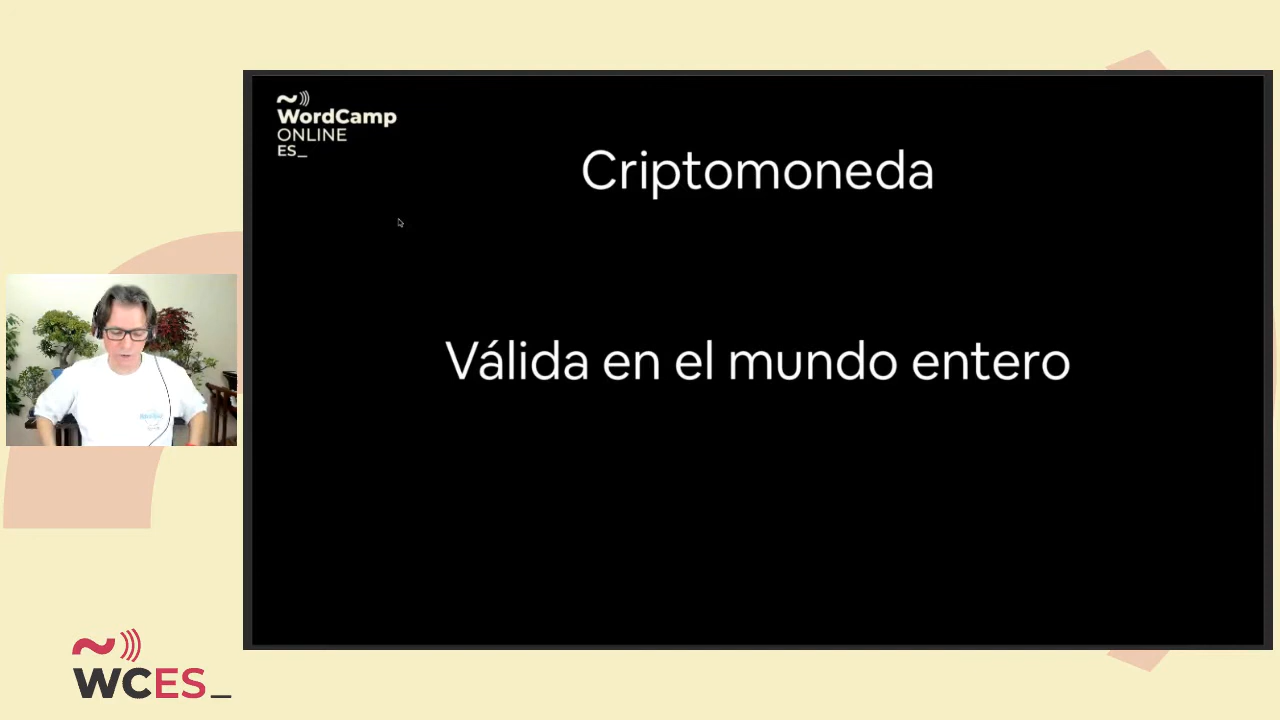 WordCamp
ONLINE
ES_
Criptomoneda
Válida en el mundo entero
WCES_